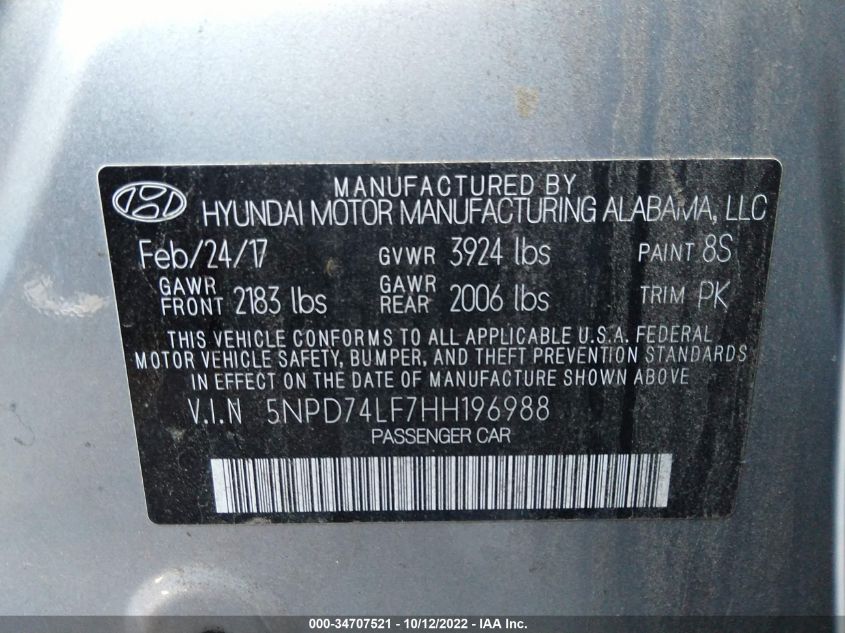 MANUFACTURED BY
HYUNDAI MOTOR MANUFACTURING ALABAMA, LLC
Feb/24/17 GVWR 3924 lbs PAINT 8S
GAWR FRONT 2183 lbs GAWR REAR 2006 lbs TRIM PK
THIS VEHICLE CONFORMS TO ALL APPLICABLE U.S.A. FEDERAL
MOTOR VEHICLE SAFETY, BUMPER, AND THEFT PREVENTION STANDARDS
IN EFFECT ON THE DATE OF MANUFACTURE SHOWN ABOVE
V.I.N 5NPD74LF7HH196988
PASSENGER CAR
000-34707521 - 10/12/2022 - IAA Inc.